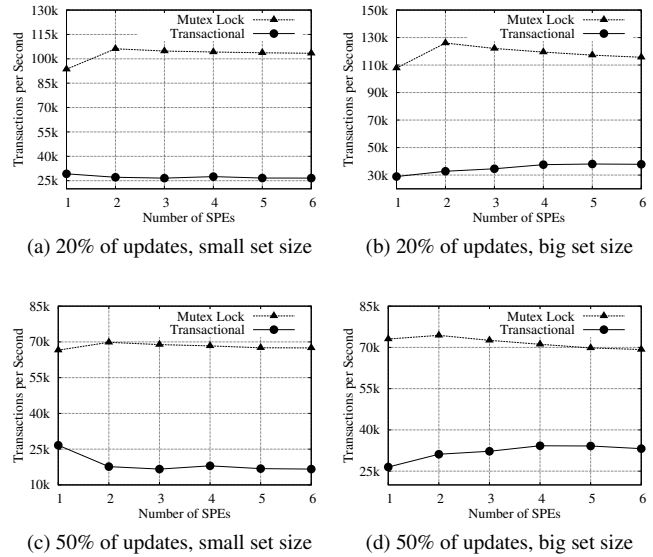 130k
115k
100k
85k
70k
55k
40k
25k
Transactions per Second
Mutex Lock
Transactional
1 2 3 4 5 6
Number of SPEs
(a) 20% of updates, small set size
150k
130k
110k
90k
70k
50k
30k
Transactions per Second
Mutex Lock
Transactional
1 2 3 4 5 6
Number of SPEs
(b) 20% of updates, big set size
85k
70k
55k
40k
25k
10k
Transactions per Second
Mutex Lock
Transactional
1 2 3 4 5 6
Number of SPEs
(c) 50% of updates, small set size
85k
70k
55k
40k
25k
Transactions per Second
Mutex Lock
Transactional
1 2 3 4 5 6
Number of SPEs
(d) 50% of updates, big set size